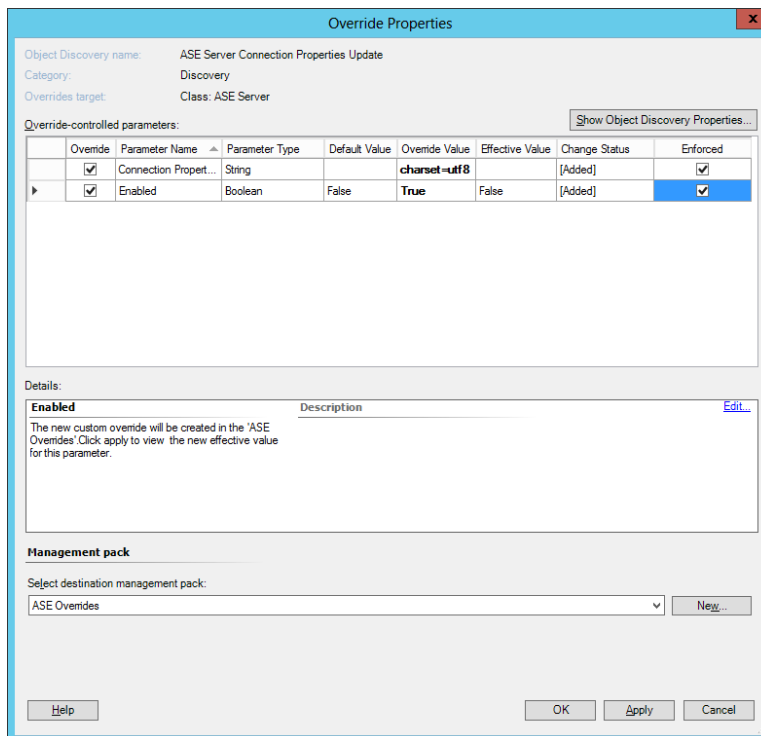 Override Properties
x
Object Discovery name: ASE Server Connection Properties Update
Category: Discovery
Overrides target: Class: ASE Server
Override-controlled parameters: Show Object Discovery Properties...
Override Parameter Name Parameter Type Default Value Override Value Effective Value Change Status Enforced
Connection Propert... String charset=utf8 [Added]
Enabled Boolean False True False [Added]
Details:
Enabled Description Edit...
The new custom override will be created in the 'ASE
Overrides'.Click apply to view the new effective value
for this parameter.
Management pack
Select destination management pack:
ASE Overrides New...
Help OK Apply Cancel